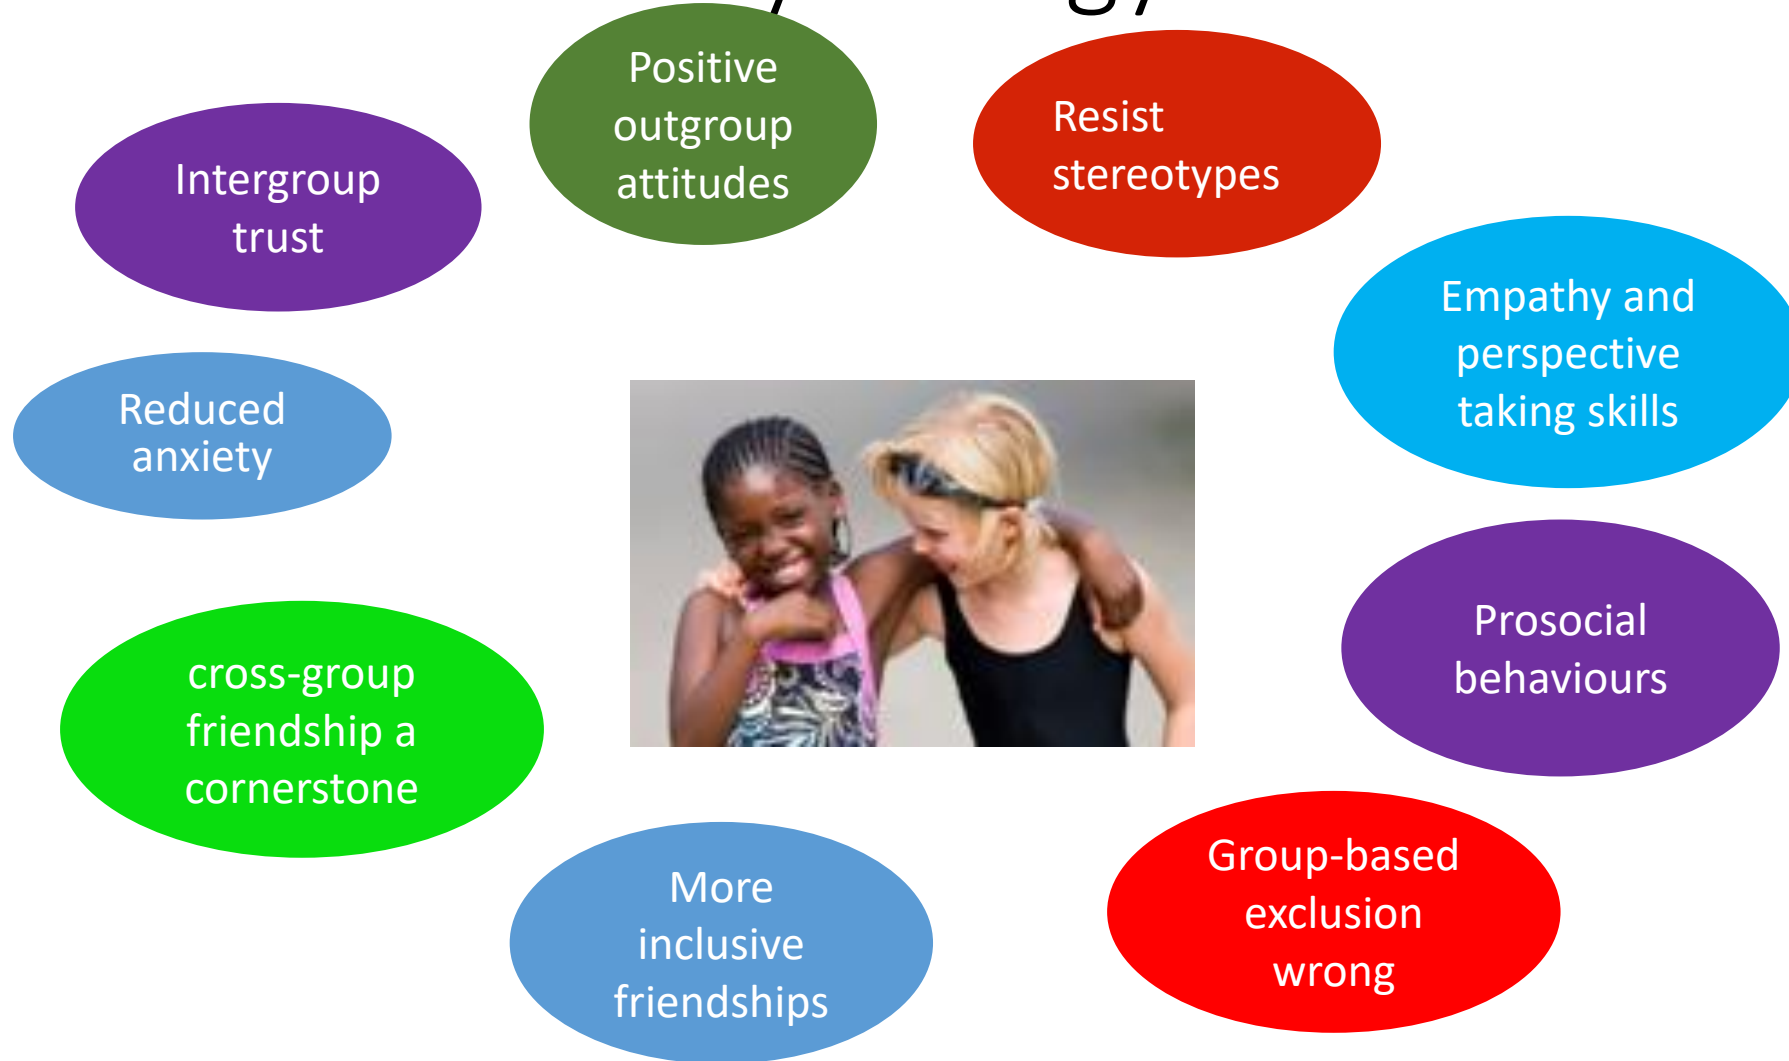 Positive
outgroup
attitudes
Resist
stereotypes
Intergroup
trust
Empathy and
perspective
taking skills
Reduced
anxiety
Prosocial
behaviours
cross-group
friendship a
cornerstone
Group-based
exclusion
wrong
More
inclusive
friendships